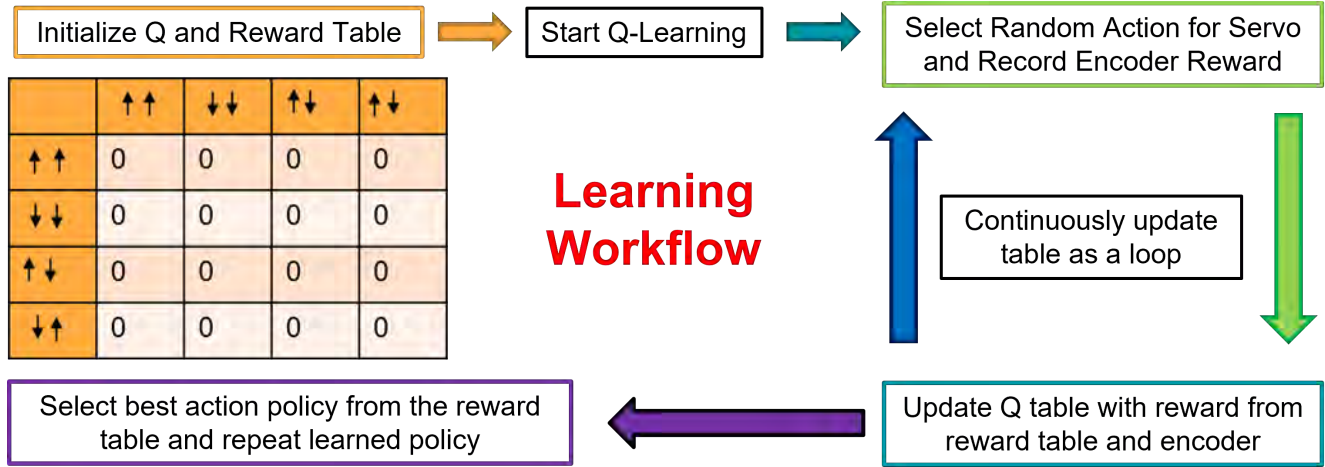 Initialize Q and Reward Table
Start Q-Learning
Select Random Action for Servo
and Record Encoder Reward
↑↑ ↓↓ ↑↓ ↑↓
↑↑ 0 0 0 0
↓↓ 0 0 0 0
↑↓ 0 0 0 0
↓↑ 0 0 0 0
Learning
Workflow
Continuously update
table as a loop
Select best action policy from the reward
table and repeat learned policy
Update Q table with reward from
reward table and encoder